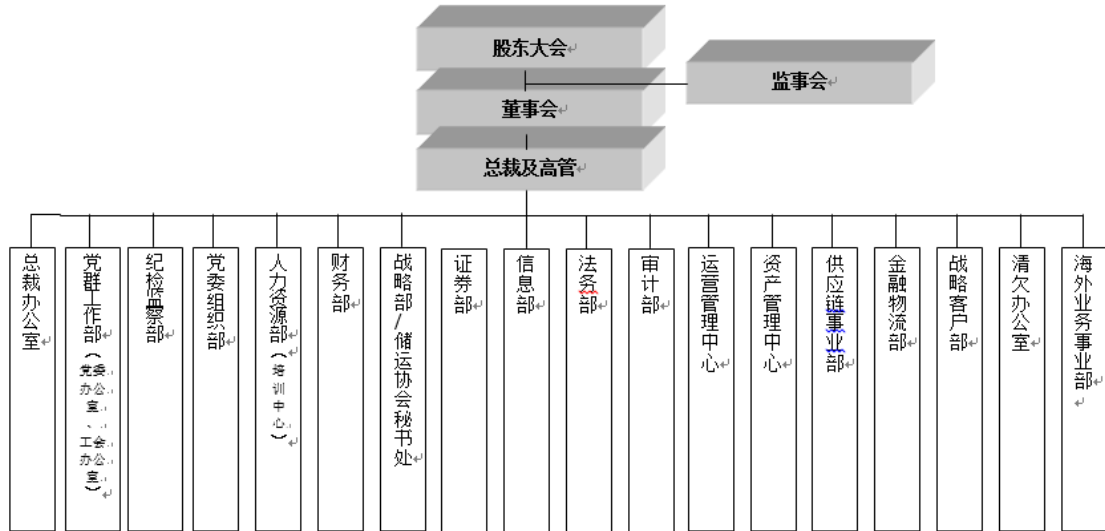 股东大会
监事会
董事会
总裁及高管
总裁办公室
党群工作部（党委办公室、工会办公室）
纪检监察部
党委组织部
人力资源部（培训中心）
财务部
战略部/储运协会秘书处
证券部
信息部
法务部
审计部
运营管理中心
资产管理中心
供应链事业部
金融物流部
战略客户部
清欠办公室
海外业务事业部